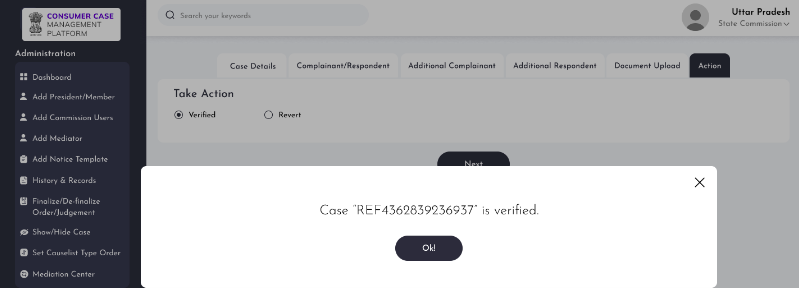 CONSUMER CASE
MANAGEMENT
PLATFORM
Search your keywords
Uttar Pradesh
State Commission
Administration
Dashboard
Add President/Member
Add Commission Users
Add Mediator
Add Notice Template
History & Records
Finalize/De-finalize
Order/Judgement
Show/Hide Case
Set Causelist Type Order
Mediation Center
Case Details
Complainant/Respondent
Additional Complainant
Additional Respondent
Document Upload
Action
Take Action
Verified
Revert
Next
Case "REF4362839236937" is verified.
Ok!